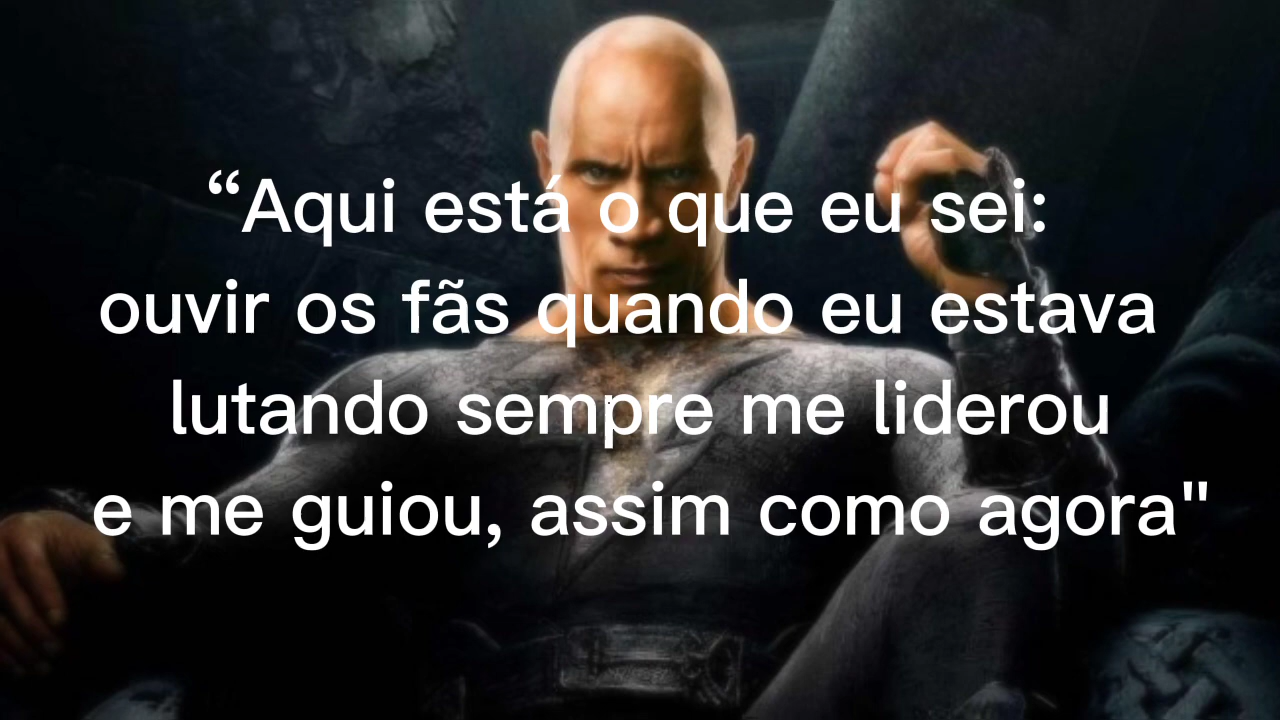 “Aqui está o que eu sei:
ouvir os fãs quando eu estava
lutando sempre me liderou
e me guiou, assim como agora"